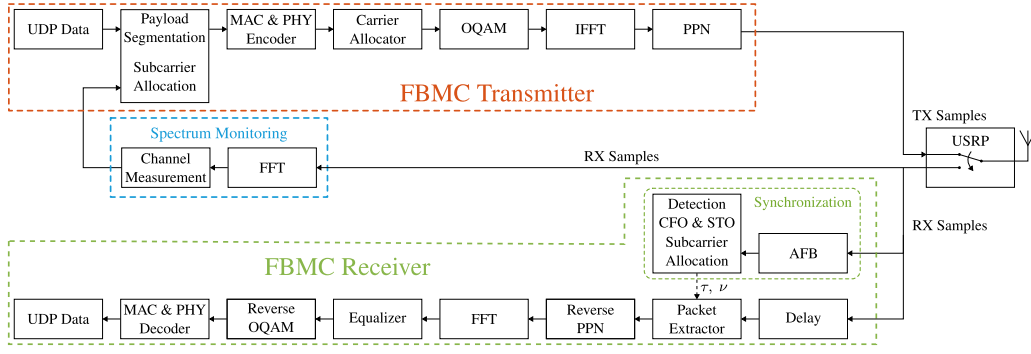 UDP Data
Payload
Segmentation
Subcarrier
Allocation
MAC & PHY
Encoder
Carrier
Allocator
OQAM
IFFT
PPN
FBMC Transmitter
TX Samples
USRP
Spectrum Monitoring
Channel
Measurement
FFT
RX Samples
RX Samples
Synchronization
Detection
CFO & STO
Subcarrier
Allocation
AFB
τ, ν
FBMC Receiver
UDP Data
MAC & PHY
Decoder
Reverse
OQAM
Equalizer
FFT
Reverse
PPN
Packet
Extractor
Delay